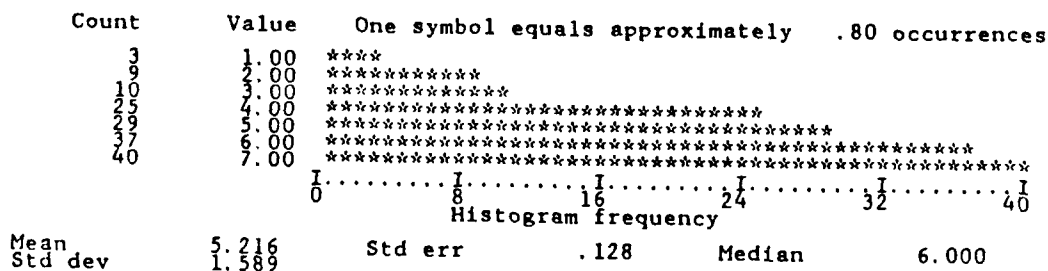 Count Value One symbol equals approximately .80 occurrences
3 1.00 ****
9 2.00 ***********
10 3.00 *************
25 4.00 *******************************
29 5.00 ************************************
37 6.00 **********************************************
40 7.00 **************************************************
I.........I.........I.........I.........I.........I
0 8 16 24 32 40
Histogram frequency
Mean 5.216 Std err .128 Median 6.000
Std dev 1.589